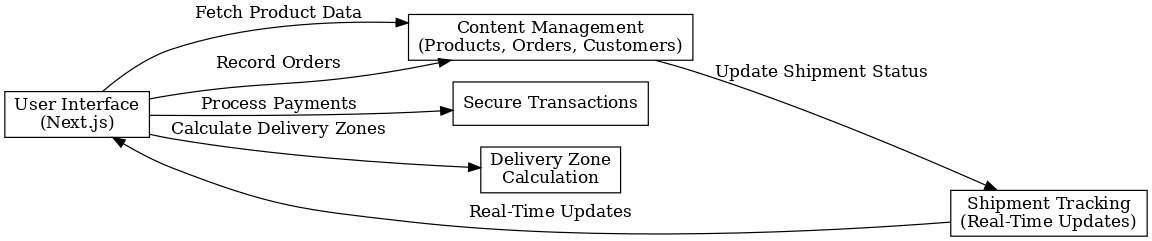 Fetch Product Data
Content Management
(Products, Orders, Customers)
Record Orders
Update Shipment Status
User Interface
(Next.js)
Process Payments
Secure Transactions
Calculate Delivery Zones
Delivery Zone
Calculation
Real-Time Updates
Shipment Tracking
(Real-Time Updates)